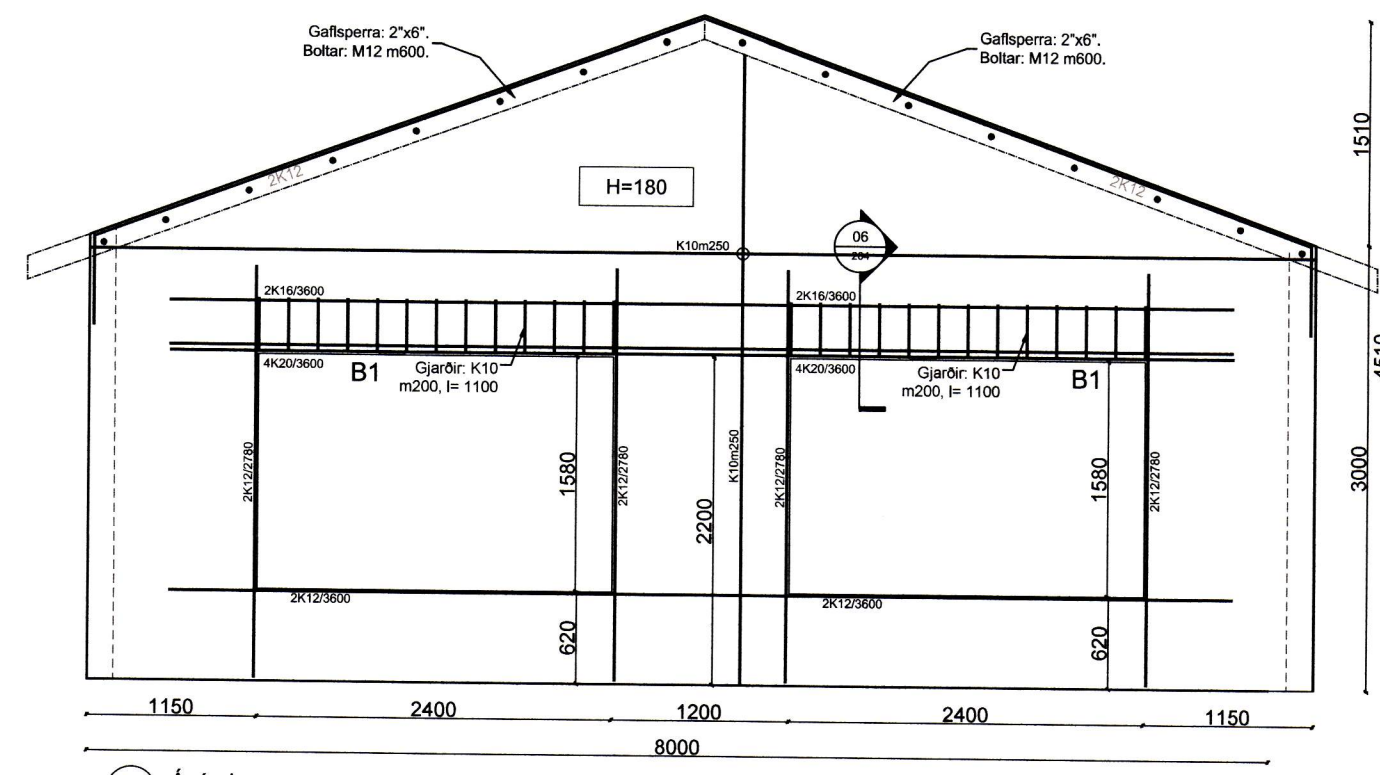 Gaflsperra: 2"x6".
Boltar: M12 m600.
Gaflsperra: 2"x6".
Boltar: M12 m600.
1510
2K12
2K12
H=180
06
204
K10m250
2K16/3600
2K16/3600
4510
4K20/3600
B1
Gjarðir: K10
m200, l= 1100
4K20/3600
Gjarðir: K10
m200, l= 1100
B1
2K12/2780
1580
2K12/2780
2200
K10m250
2K12/2780
1580
2K12/2780
3000
2K12/3600
2K12/3600
620
620
1150
2400
1200
2400
1150
8000